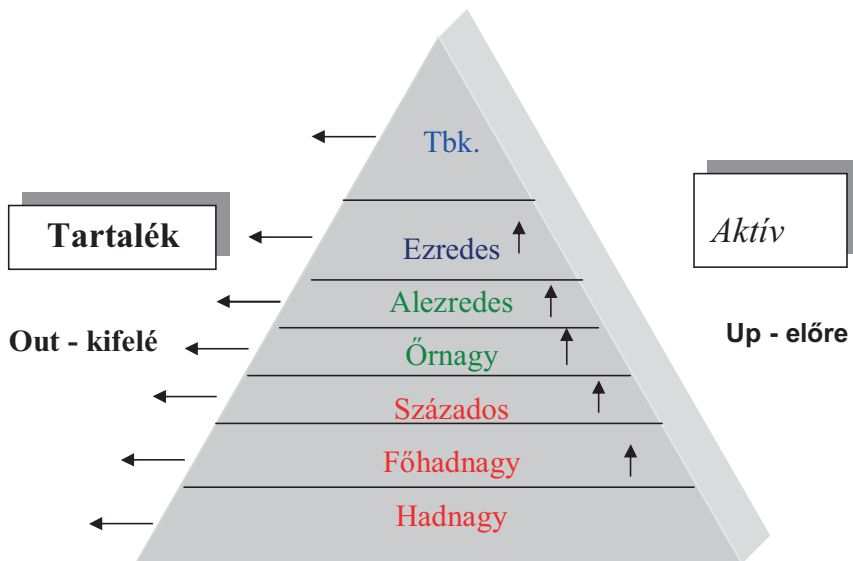 Tbk.
Tartalék
Aktív
Ezredes
Alezredes
Out - kifelé
Up - előre
Őrnagy
Százados
Főhadnagy
Hadnagy